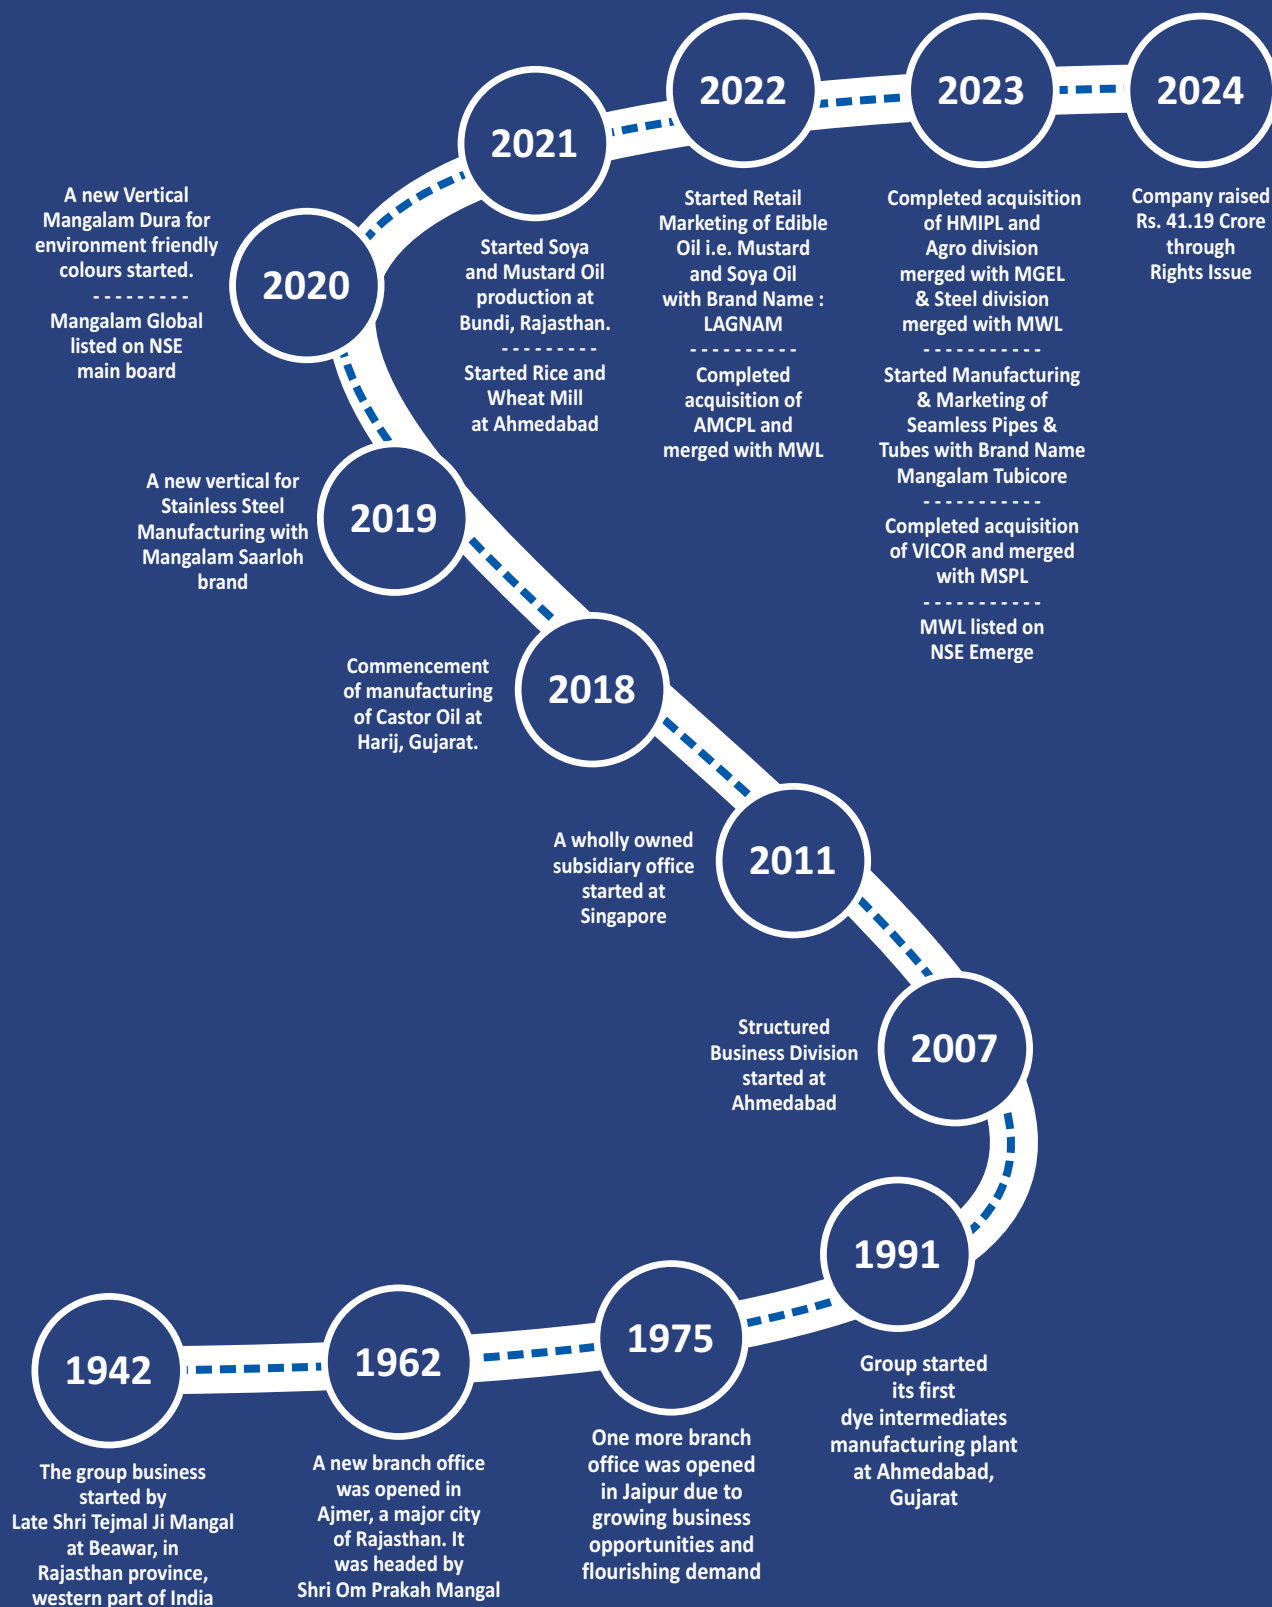 2024
Company raised
Rs. 41.19 Crore
through
Rights Issue
2023
Completed acquisition
of HMIPL and
Agro division
merged with MGEL
& Steel division
merged with MWL
- - - - - - - - - - -
Started Manufacturing
& Marketing of
Seamless Pipes &
Tubes with Brand Name
Mangalam Tubicore
- - - - - - - - - - -
Completed acquisition
of VICOR and merged
with MSPL
- - - - - - - - - - -
MWL listed on
NSE Emerge
2022
Started Retail
Marketing of Edible
Oil i.e. Mustard
and Soya Oil
with Brand Name :
LAGNAM
- - - - - - - - - -
Completed
acquisition of
AMCPL and
merged with MWL
2021
Started Soya
and Mustard Oil
production at
Bundi, Rajasthan.
- - - - - - - - -
Started Rice and
Wheat Mill
at Ahmedabad
2020
A new Vertical
Mangalam Dura for
environment friendly
colours started.
- - - - - - - - -
Mangalam Global
listed on NSE
main board
2019
A new vertical for
Stainless Steel
Manufacturing with
Mangalam Saarloh
brand
2018
Commencement
of manufacturing
of Castor Oil at
Harij, Gujarat.
2011
A wholly owned
subsidiary office
started at
Singapore
2007
Structured
Business Division
started at
Ahmedabad
1991
Group started
its first
dye intermediates
manufacturing plant
at Ahmedabad,
Gujarat
1975
One more branch
office was opened
in Jaipur due to
growing business
opportunities and
flourishing demand
1962
A new branch office
was opened in
Ajmer, a major city
of Rajasthan. It
was headed by
Shri Om Prakah Mangal
1942
The group business
started by
Late Shri Tejmal Ji Mangal
at Beawar, in
Rajasthan province,
western part of India